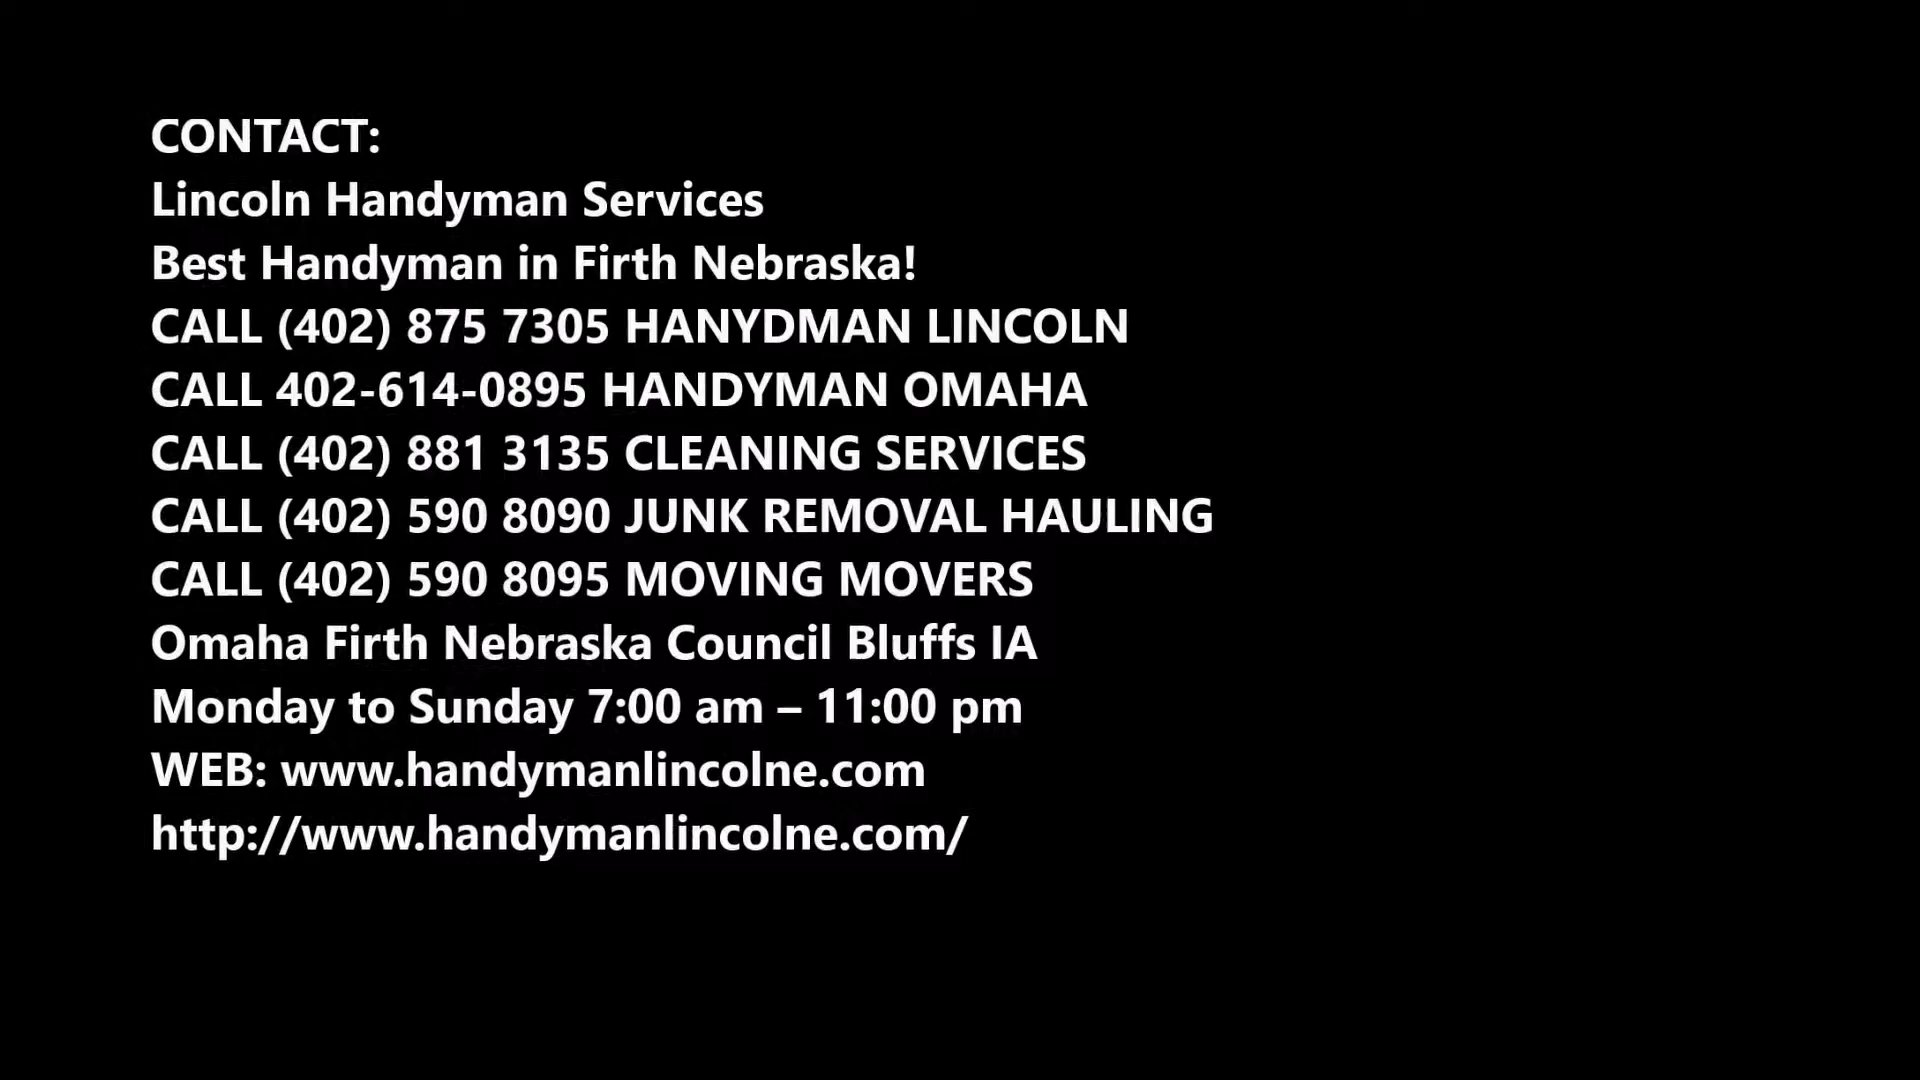 CONTACT:
Lincoln Handyman Services
Best Handyman in Firth Nebraska!
CALL (402) 875 7305 HANYDMAN LINCOLN
CALL 402-614-0895 HANDYMAN OMAHA
CALL (402) 881 3135 CLEANING SERVICES
CALL (402) 590 8090 JUNK REMOVAL HAULING
CALL (402) 590 8095 MOVING MOVERS
Omaha Firth Nebraska Council Bluffs IA
Monday to Sunday 7:00 am – 11:00 pm
WEB: www.handymanlincolne.com
http://www.handymanlincolne.com/